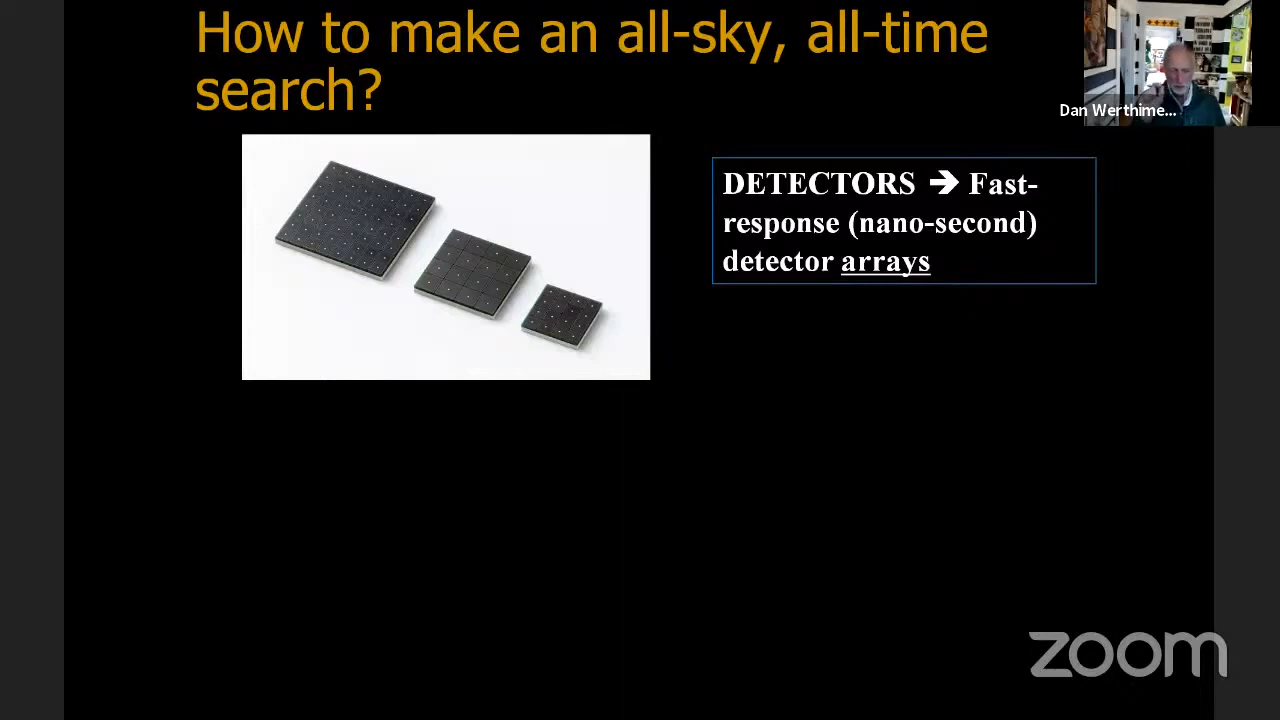 How to make an all-sky, all-time
search?
Dan Werthime...
DETECTORS ➔ Fast-
response (nano-second)
detector arrays
zoom